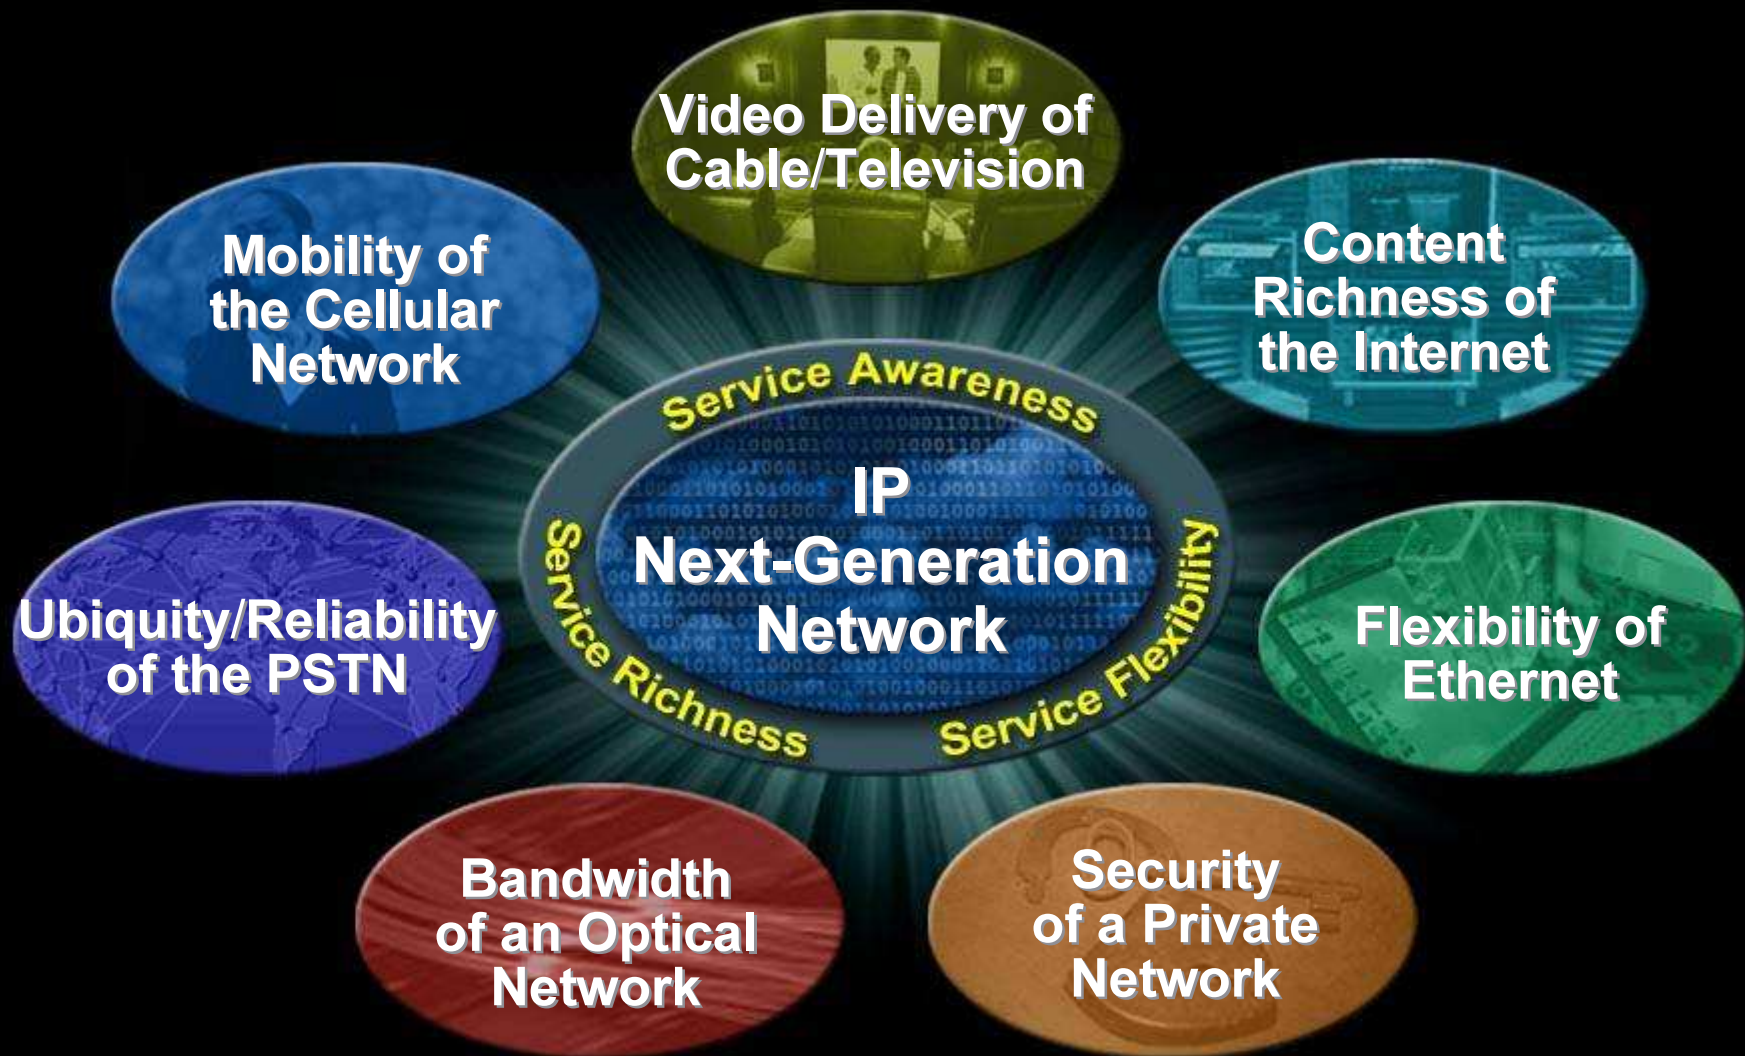 Video Delivery of
Cable/Television
Mobility of
the Cellular
Network
Content
Richness of
the Internet
Service Awareness
IP
Next-Generation
Network
Service Richness
Service Flexibility
Ubiquity/Reliability
of the PSTN
Flexibility of
Ethernet
Bandwidth
of an Optical
Network
Security
of a Private
Network